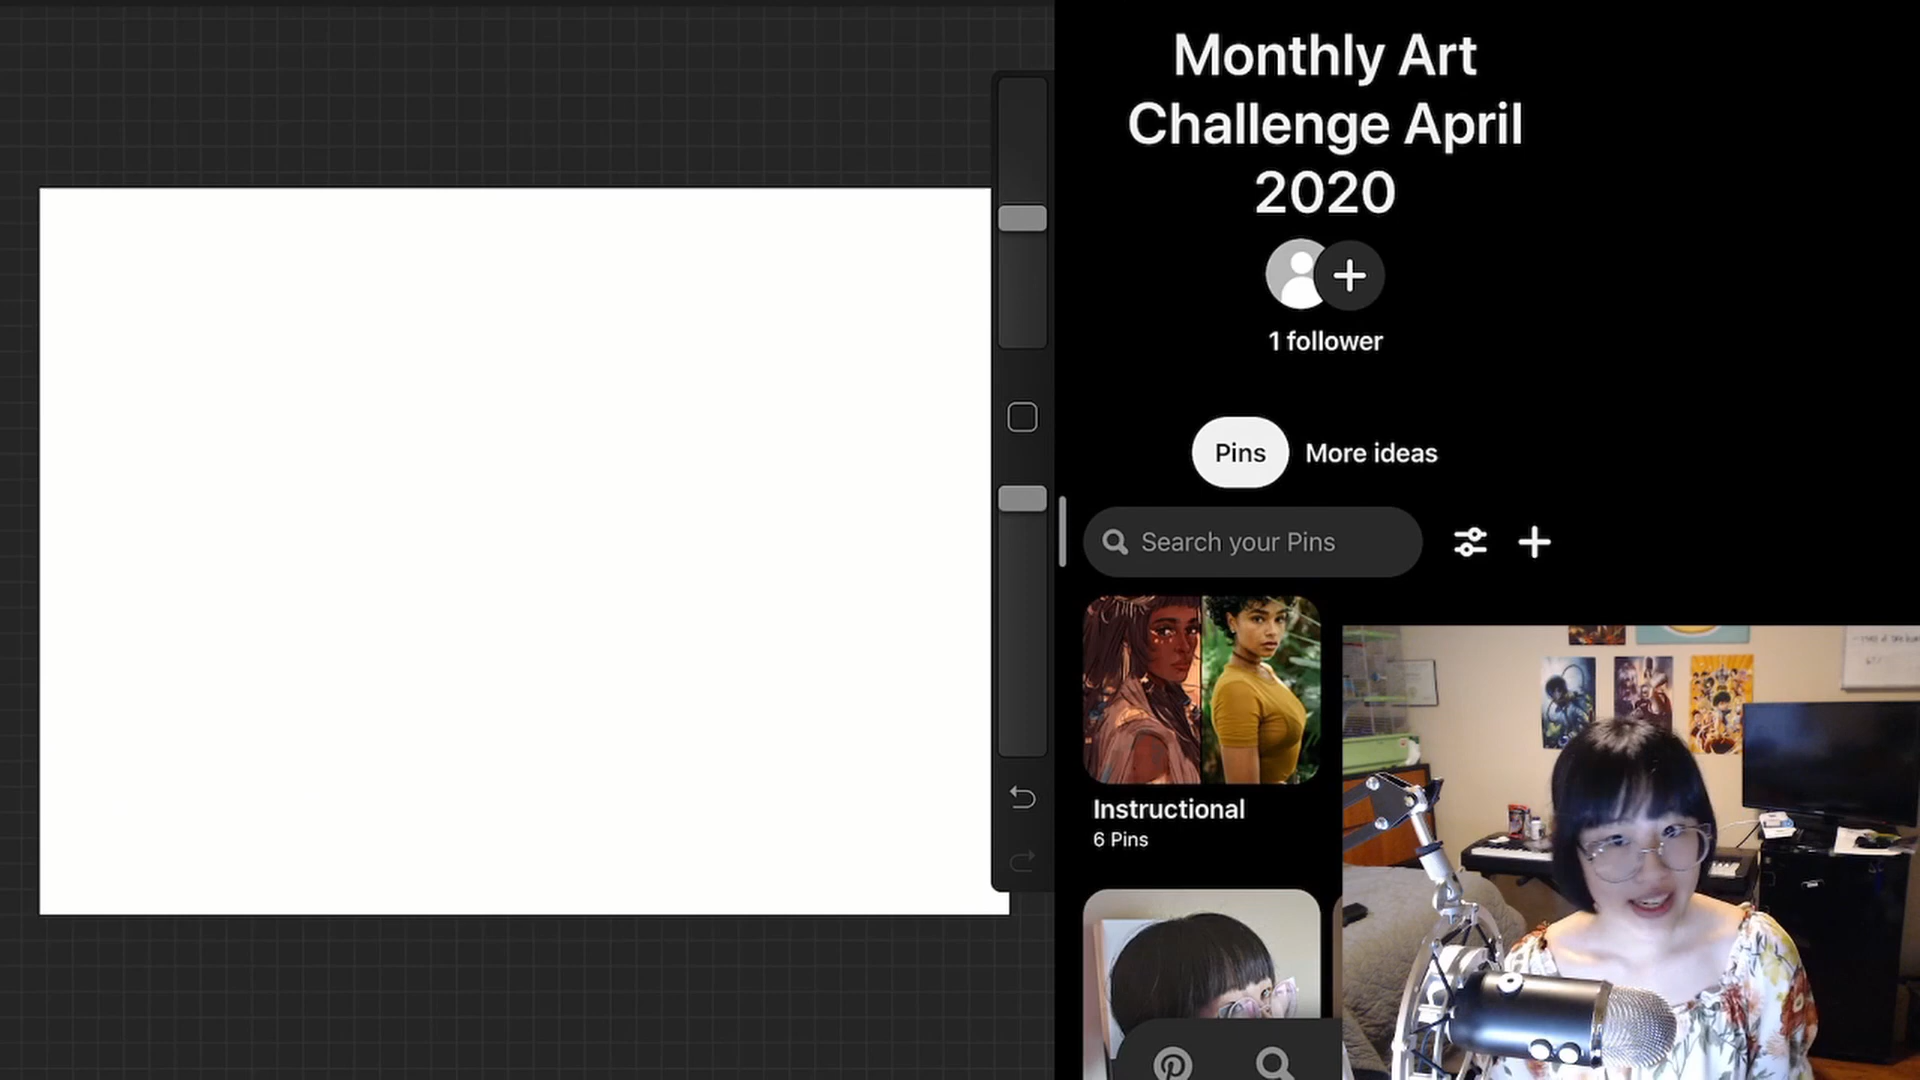 Monthly Art
Challenge April
2020
1 follower
Pins
More ideas
Search your Pins
Instructional
6 Pins